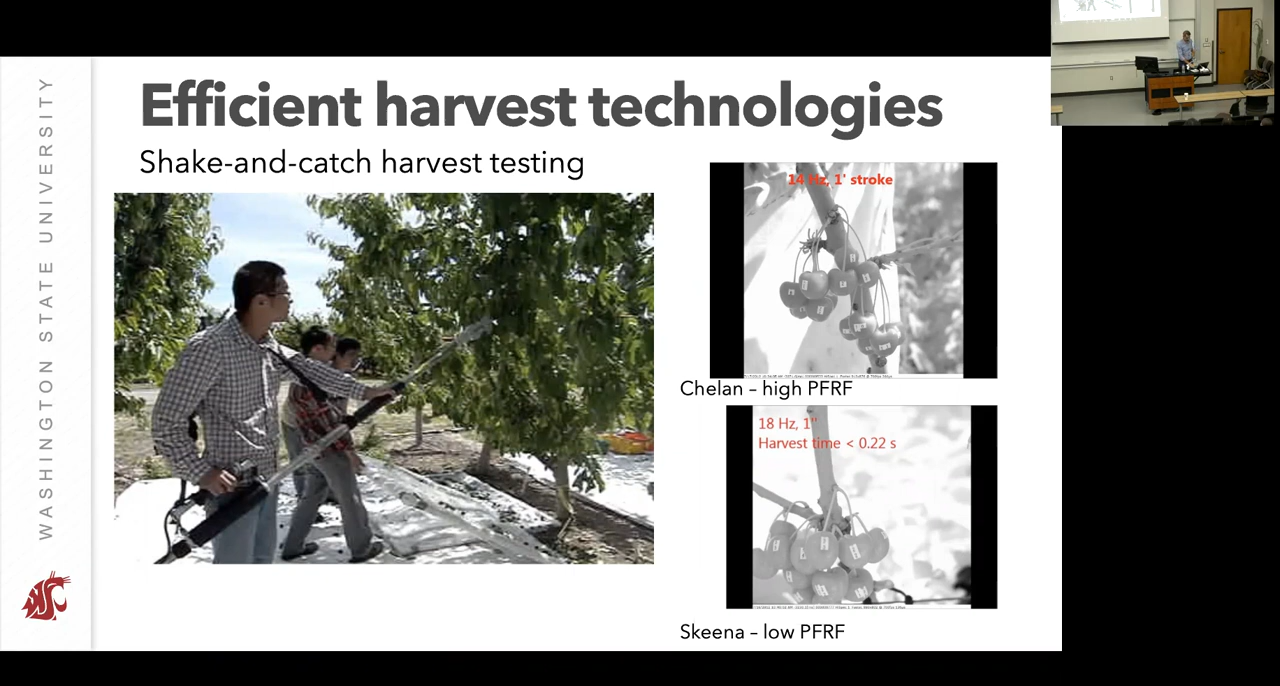 WASHINGTON STATE UNIVERSITY
Efficient harvest technologies
Shake-and-catch harvest testing
14 Hz, 1' stroke
Chelan – high PFRF
18 Hz, 1"
Harvest time < 0.22 s
Skeena – low PFRF